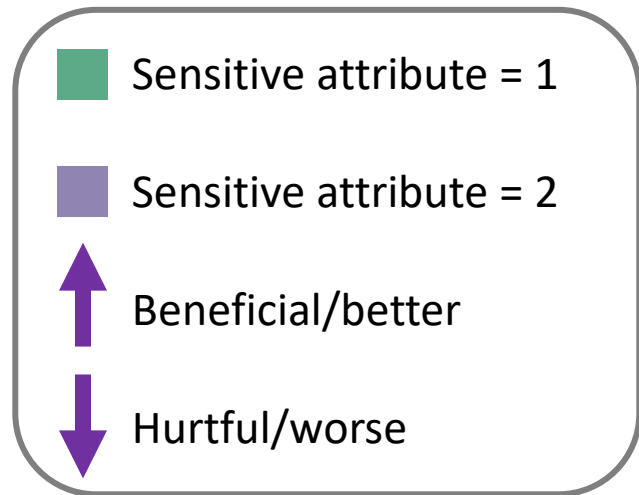 Sensitive attribute = 1
Sensitive attribute = 2
Beneficial/better
Hurtful/worse